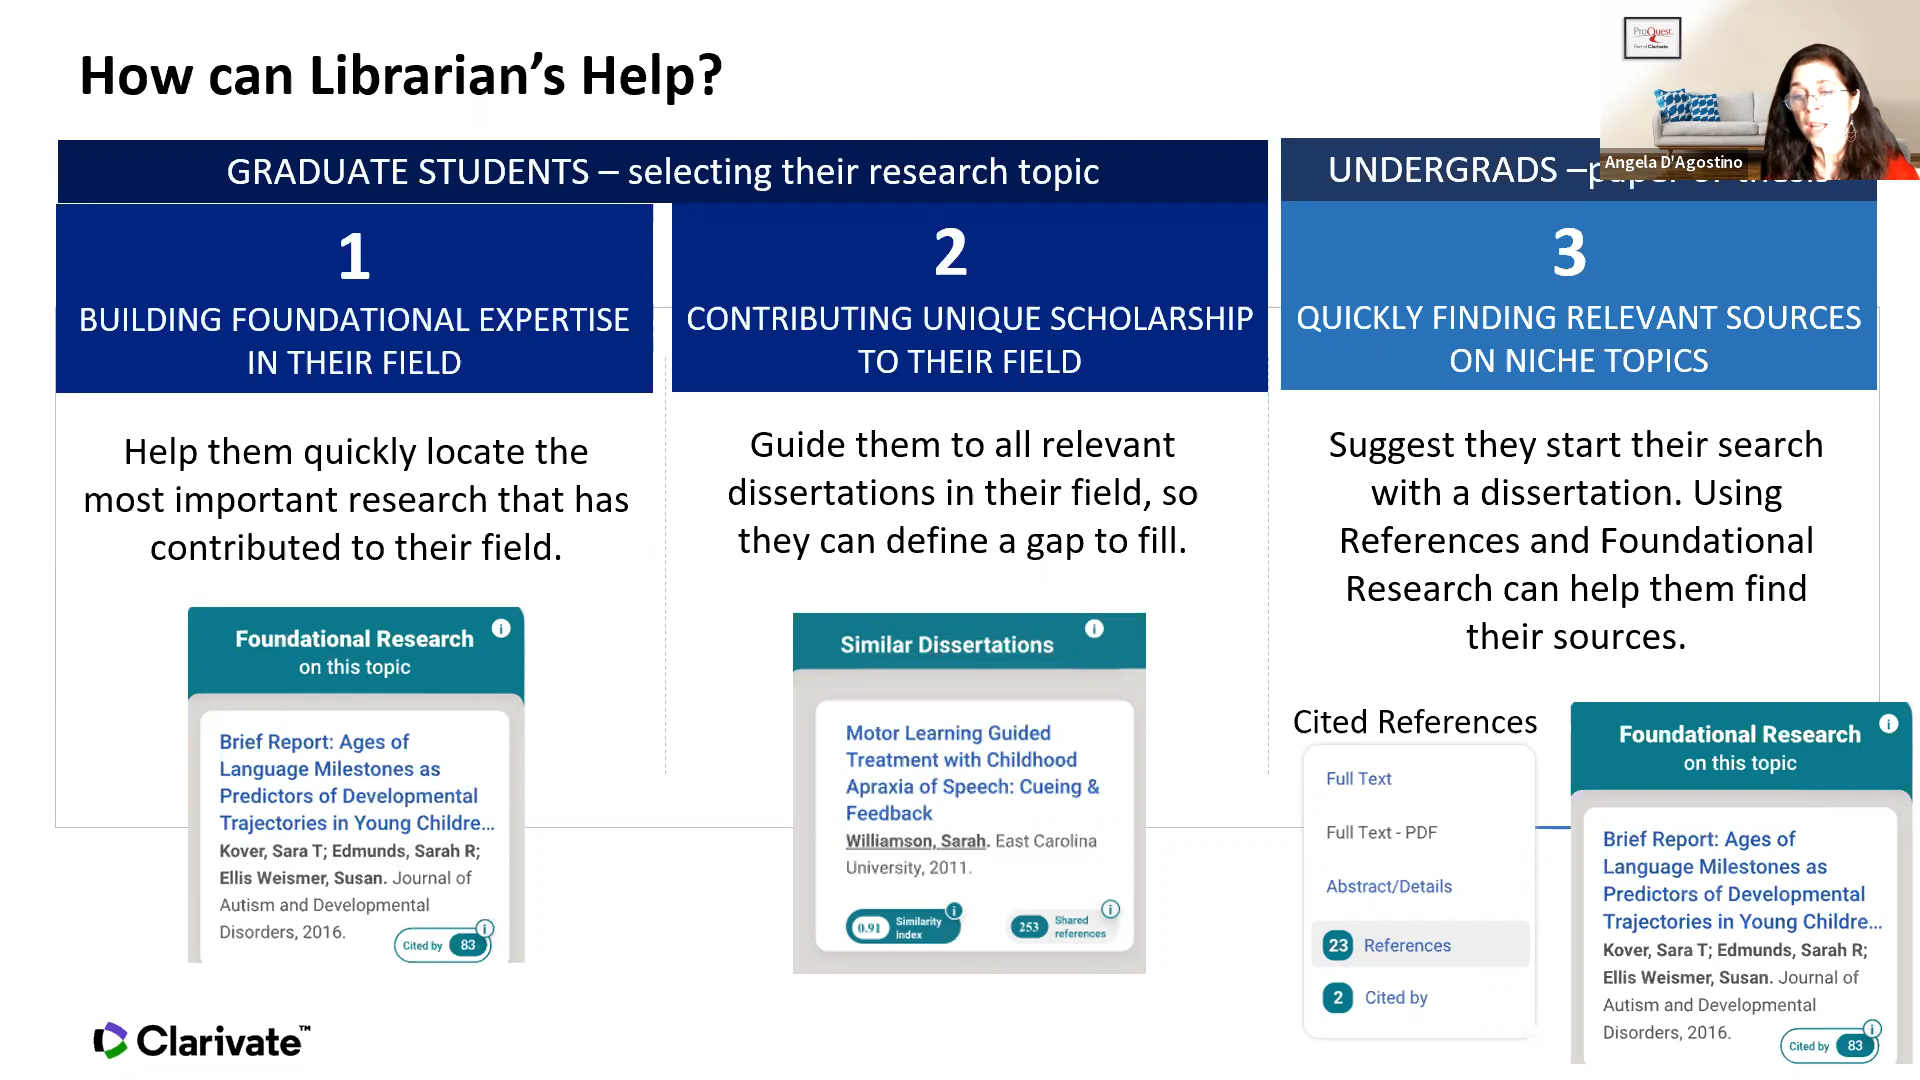 How can Librarian's Help?
ProQuest
Part of Clarivate
Angela D'Agostino
GRADUATE STUDENTS – selecting their research topic
UNDERGRADS –paper or thesis
1
BUILDING FOUNDATIONAL EXPERTISE
IN THEIR FIELD
Help them quickly locate the
most important research that has
contributed to their field.
Foundational Research
on this topic
Brief Report: Ages of
Language Milestones as
Predictors of Developmental
Trajectories in Young Childre...
Kover, Sara T; Edmunds, Sarah R;
Ellis Weismer, Susan. Journal of
Autism and Developmental
Disorders, 2016.
Cited by 83
2
CONTRIBUTING UNIQUE SCHOLARSHIP
TO THEIR FIELD
Guide them to all relevant
dissertations in their field, so
they can define a gap to fill.
Similar Dissertations
Motor Learning Guided
Treatment with Childhood
Apraxia of Speech: Cueing &
Feedback
Williamson, Sarah. East Carolina
University, 2011.
0.91 Similarity
index
253 Shared
references
3
QUICKLY FINDING RELEVANT SOURCES
ON NICHE TOPICS
Suggest they start their search
with a dissertation. Using
References and Foundational
Research can help them find
their sources.
Cited References
Full Text
Full Text - PDF
Abstract/Details
23 References
2 Cited by
Foundational Research
on this topic
Brief Report: Ages of
Language Milestones as
Predictors of Developmental
Trajectories in Young Childre...
Kover, Sara T; Edmunds, Sarah R;
Ellis Weismer, Susan. Journal of
Autism and Developmental
Disorders, 2016.
Cited by 83
Clarivate™